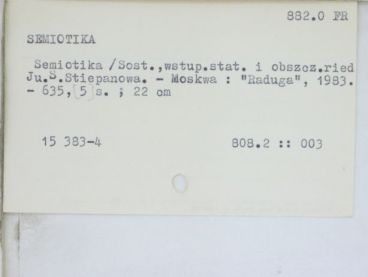 882.0 FR
SEMIOTIKA
Semiotika /Sost.,wstup.stat. i obszcz.ried
Ju.S.Stiepanowa. - Moskwa : "Raduga", 1983.
- 635,[5]s. ; 22 cm
15 383-4 808.2 :: 003